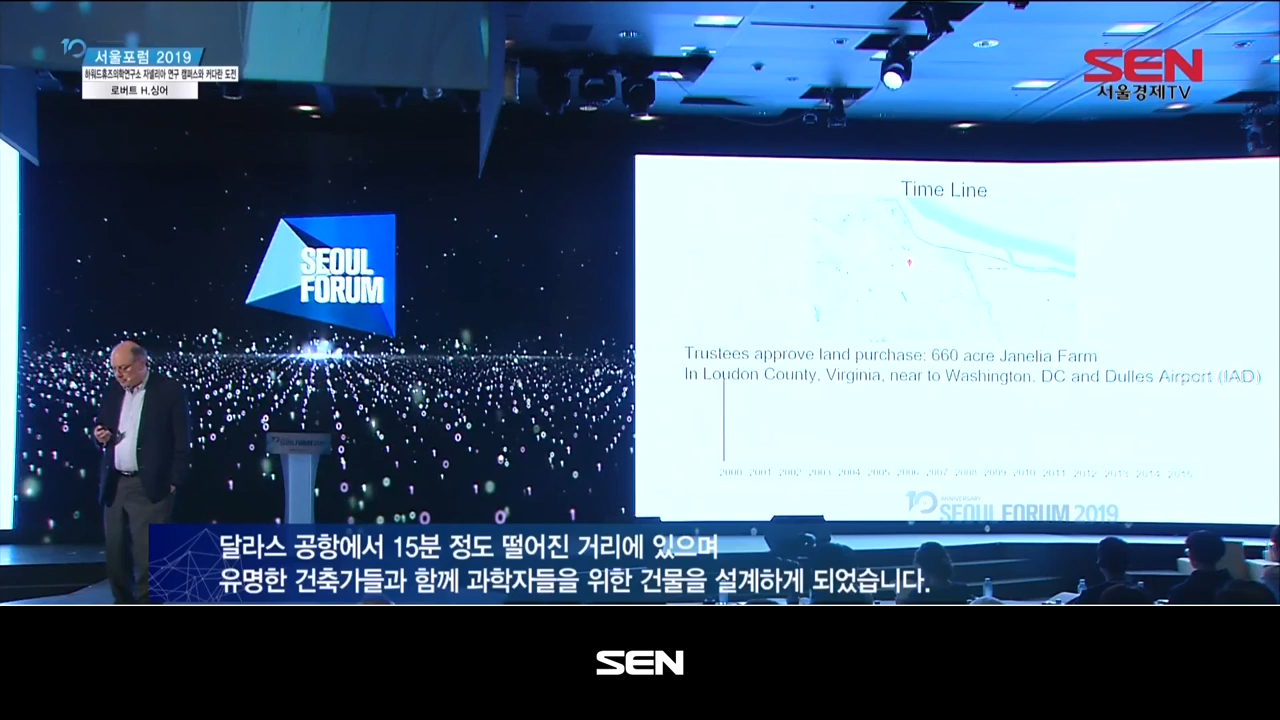 10 서울포럼 2019
하워드휴즈의학연구소 자넬리아 연구 캠퍼스와 커다란 도전
로버트 H.싱어
SEN
서울경제TV
SEOUL
FORUM
Time Line
Trustees approve land purchase: 660 acre Janelia Farm
In Loudon County, Virginia, near to Washington. DC and Dulles Airport (IAD)
2000 2001 2002 2003 2004 2005 2006 2007 2008 2009 2010 2011 2012 2013 2014 2015
10 ANNIVERSARY
SEOUL FORUM 2019
SEOUL FORUM 2019
달라스 공항에서 15분 정도 떨어진 거리에 있으며
유명한 건축가들과 함께 과학자들을 위한 건물을 설계하게 되었습니다.
SEN